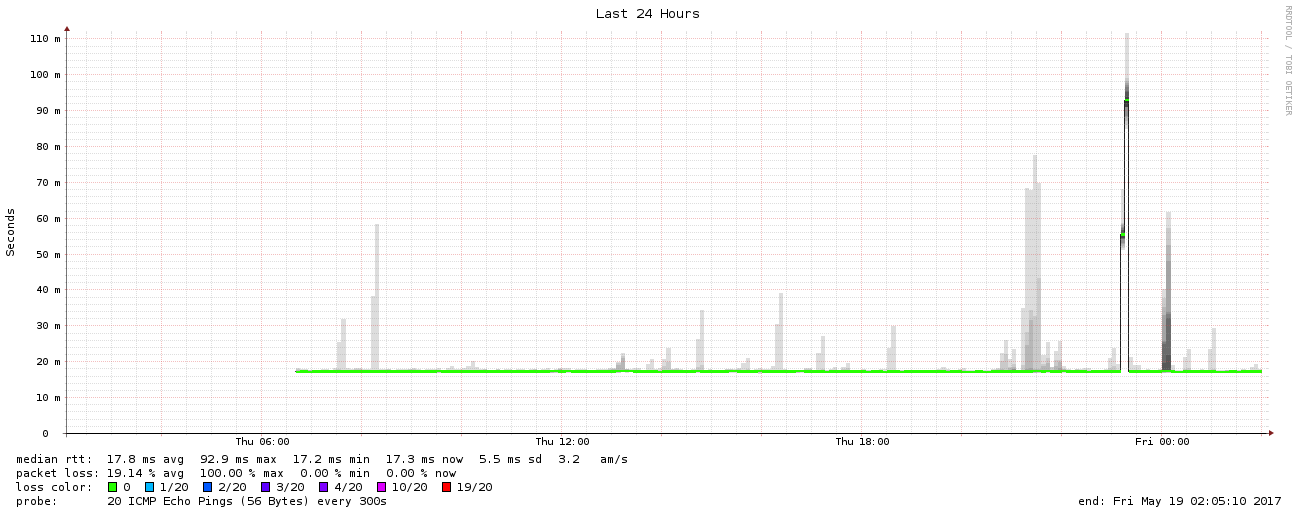 Last 24 Hours
RRDTOOL / TOBI OETIKER
Seconds
110 m
100 m
90 m
80 m
70 m
60 m
50 m
40 m
30 m
20 m
10 m
0
Thu 06:00 Thu 12:00 Thu 18:00 Fri 00:00
median rtt: 17.8 ms avg 92.9 ms max 17.2 ms min 17.3 ms now 5.5 ms sd 3.2 am/s
packet loss: 19.14 % avg 100.00 % max 0.00 % min 0.00 % now
loss color: 0 1/20 2/20 3/20 4/20 10/20 19/20
probe: 20 ICMP Echo Pings (56 Bytes) every 300s end: Fri May 19 02:05:10 2017